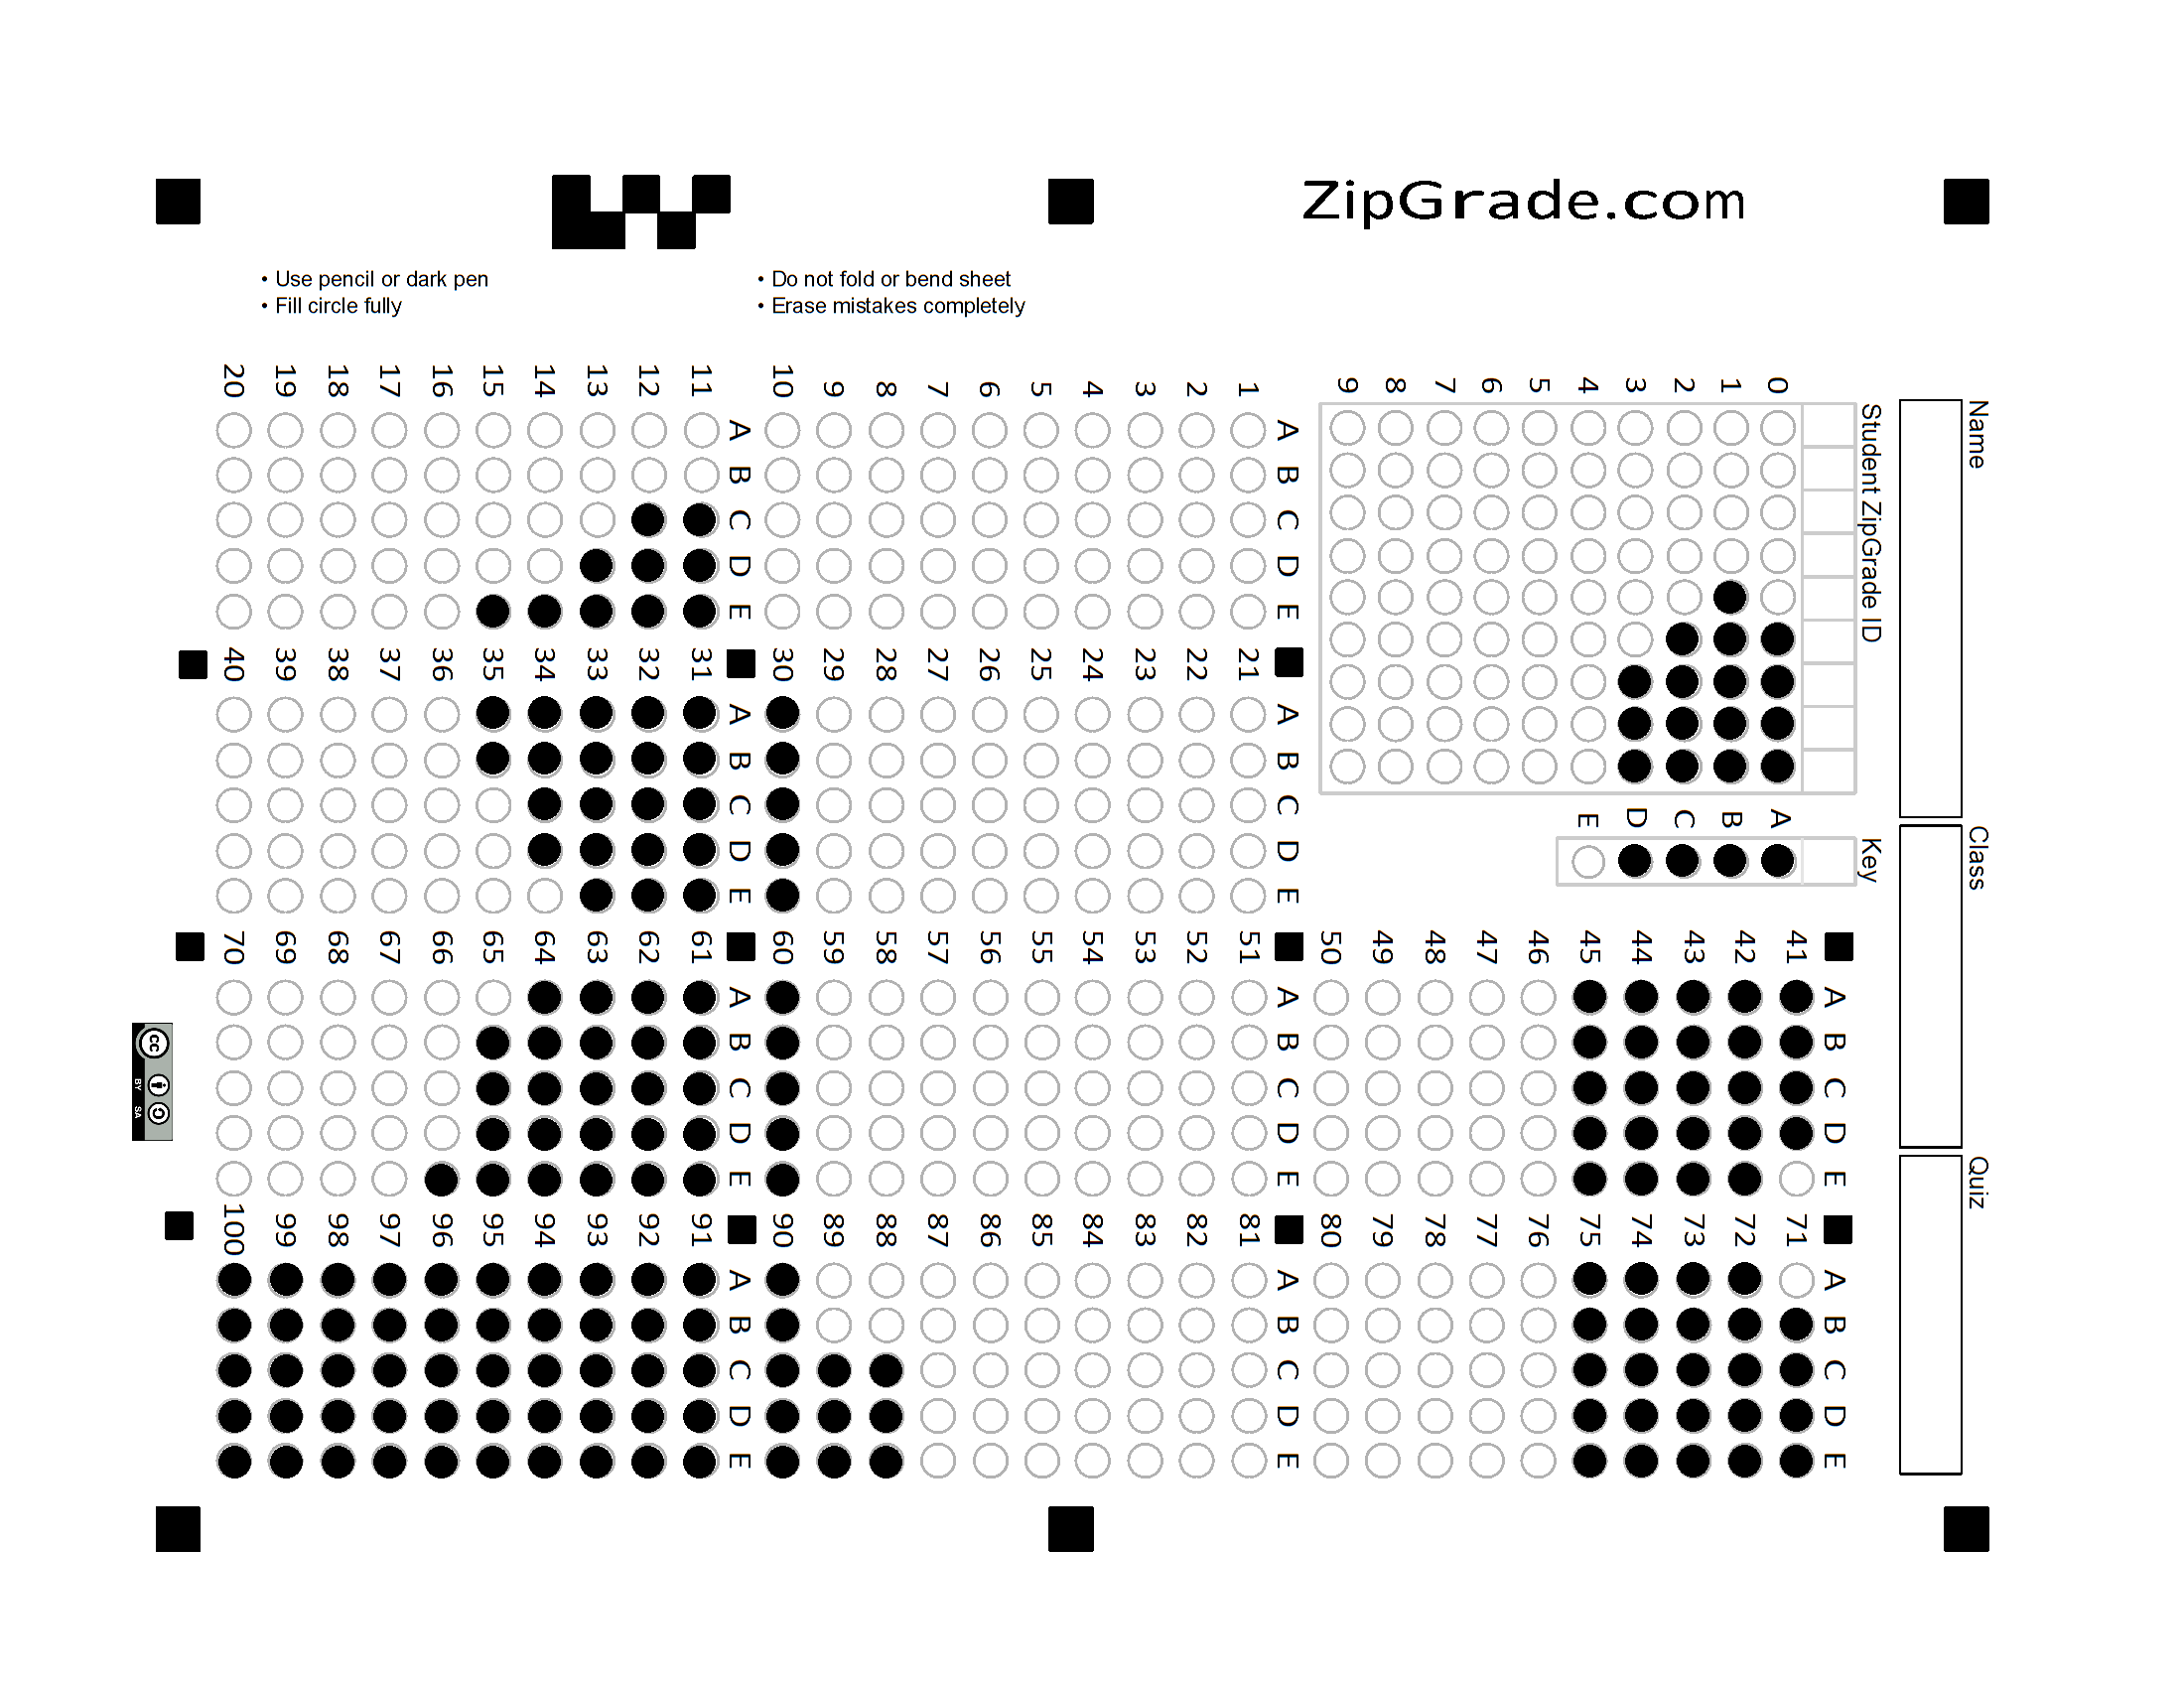 ZipGrade.com
• Use pencil or dark pen
• Fill circle fully
• Do not fold or bend sheet
• Erase mistakes completely
Name
Class
Quiz
Student ZipGrade ID
0 1 2 3 4 5 6 7 8 9
Key
A B C D E
A B C D E
1 2 3 4 5 6 7 8 9 10
A B C D E
11 12 13 14 15 16 17 18 19 20
A B C D E
21 22 23 24 25 26 27 28 29 30
A B C D E
31 32 33 34 35 36 37 38 39 40
A B C D E
41 42 43 44 45 46 47 48 49 50
A B C D E
51 52 53 54 55 56 57 58 59 60
A B C D E
61 62 63 64 65 66 67 68 69 70
A B C D E
71 72 73 74 75 76 77 78 79 80
A B C D E
81 82 83 84 85 86 87 88 89 90
A B C D E
91 92 93 94 95 96 97 98 99 100
cc
BY SA